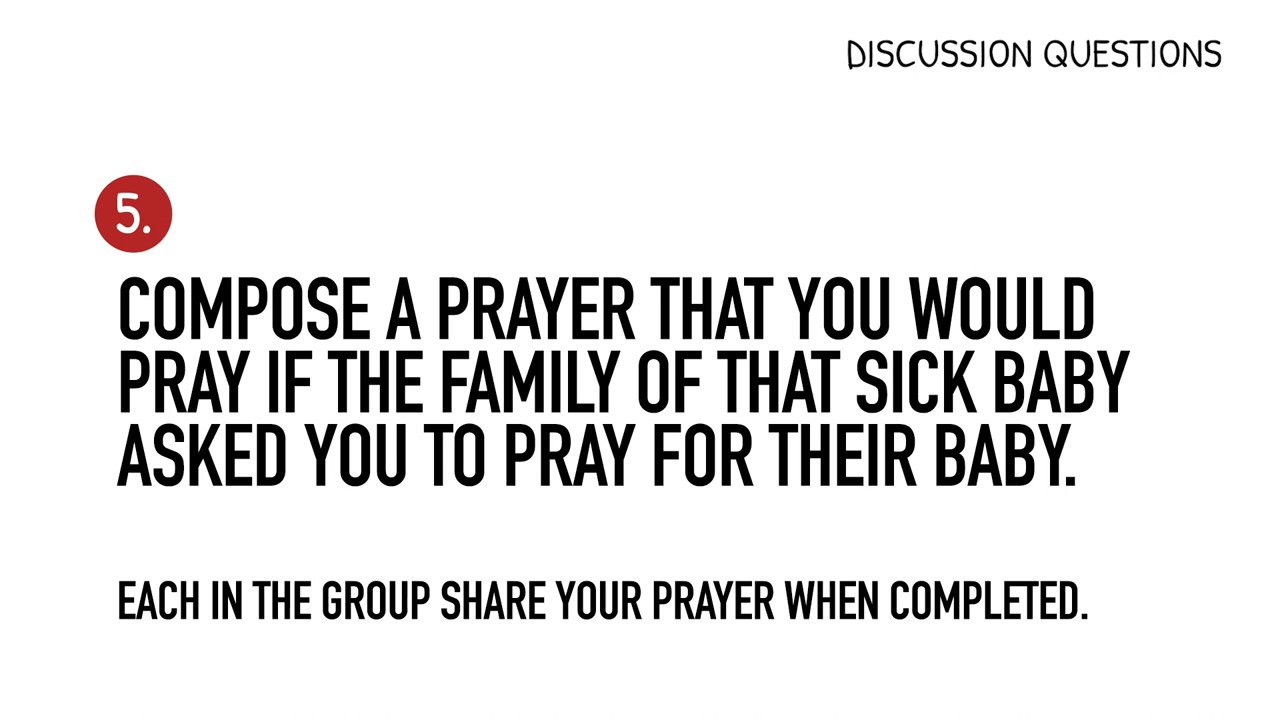 DISCUSSION QUESTIONS
5.
COMPOSE A PRAYER THAT YOU WOULD
PRAY IF THE FAMILY OF THAT SICK BABY
ASKED YOU TO PRAY FOR THEIR BABY.
EACH IN THE GROUP SHARE YOUR PRAYER WHEN COMPLETED.